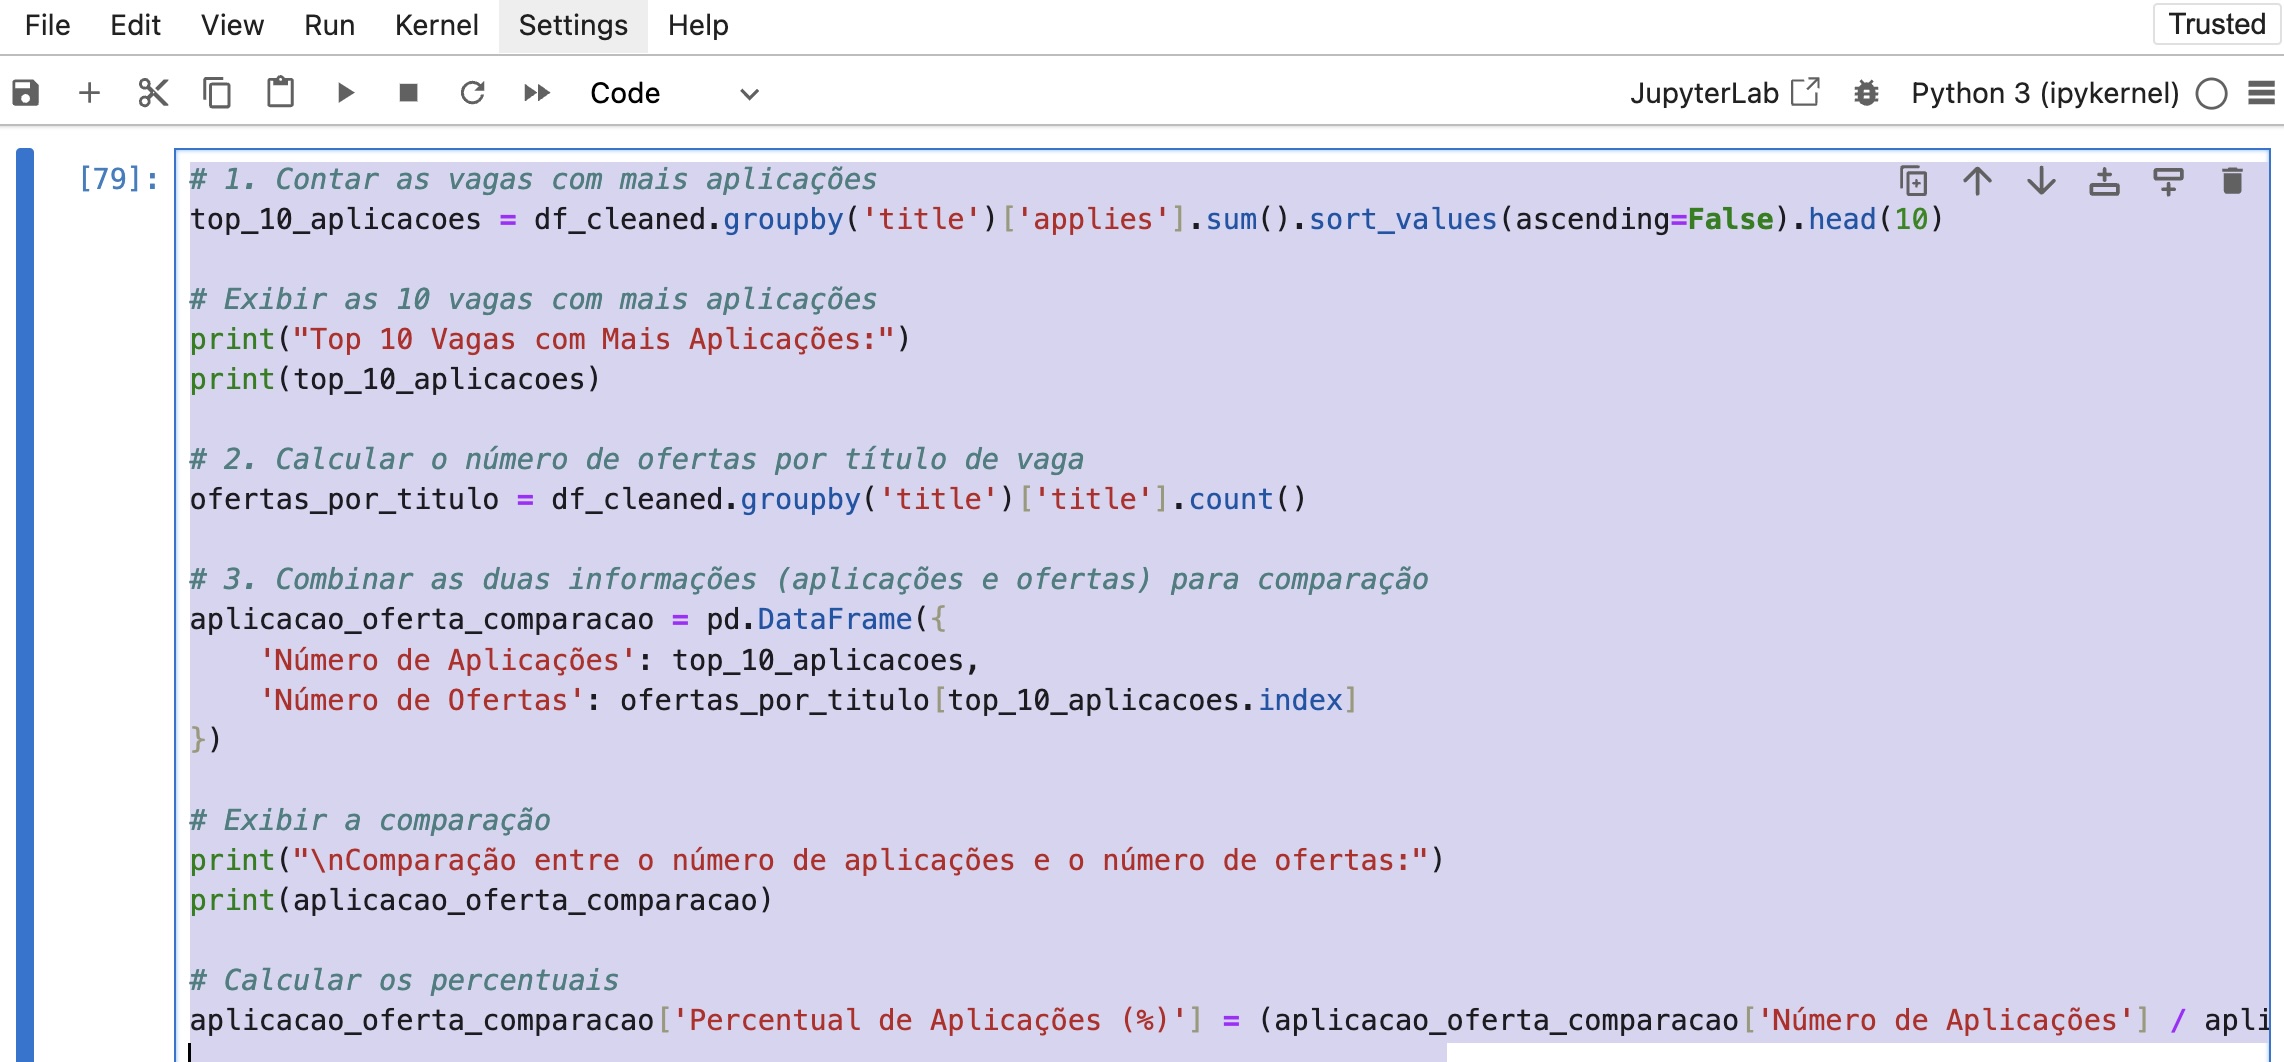 File Edit View Run Kernel Settings Help Trusted
Code JupyterLab Python 3 (ipykernel)
[79]: # 1. Contar as vagas com mais aplicações
top_10_aplicacoes = df_cleaned.groupby('title')['applies'].sum().sort_values(ascending=False).head(10)
# Exibir as 10 vagas com mais aplicações
print("Top 10 Vagas com Mais Aplicações:")
print(top_10_aplicacoes)
# 2. Calcular o número de ofertas por título de vaga
ofertas_por_titulo = df_cleaned.groupby('title')['title'].count()
# 3. Combinar as duas informações (aplicações e ofertas) para comparação
aplicacao_oferta_comparacao = pd.DataFrame({
    'Número de Aplicações': top_10_aplicacoes,
    'Número de Ofertas': ofertas_por_titulo[top_10_aplicacoes.index]
})
# Exibir a comparação
print("\nComparação entre o número de aplicações e o número de ofertas:")
print(aplicacao_oferta_comparacao)
# Calcular os percentuais
aplicacao_oferta_comparacao['Percentual de Aplicações (%)'] = (aplicacao_oferta_comparacao['Número de Aplicações'] / apli